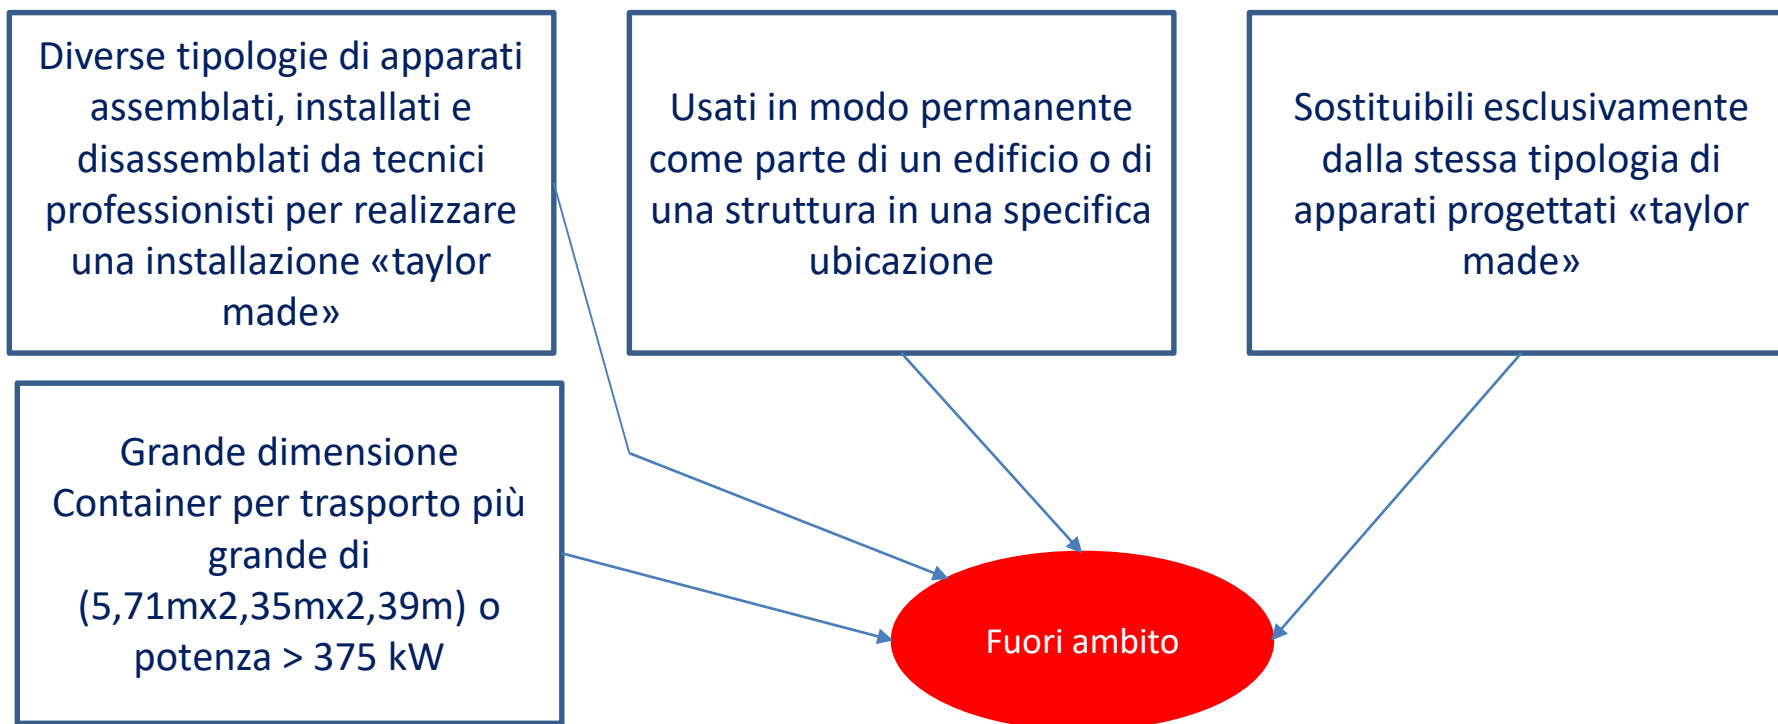 Diverse tipologie di apparati
assemblati, installati e
disassemblati da tecnici
professionisti per realizzare
una installazione «taylor
made»
Usati in modo permanente
come parte di un edificio o di
una struttura in una specifica
ubicazione
Sostituibili esclusivamente
dalla stessa tipologia di
apparati progettati «taylor
made»
Grande dimensione
Container per trasporto più
grande di
(5,71mx2,35mx2,39m) o
potenza > 375 kW
Fuori ambito